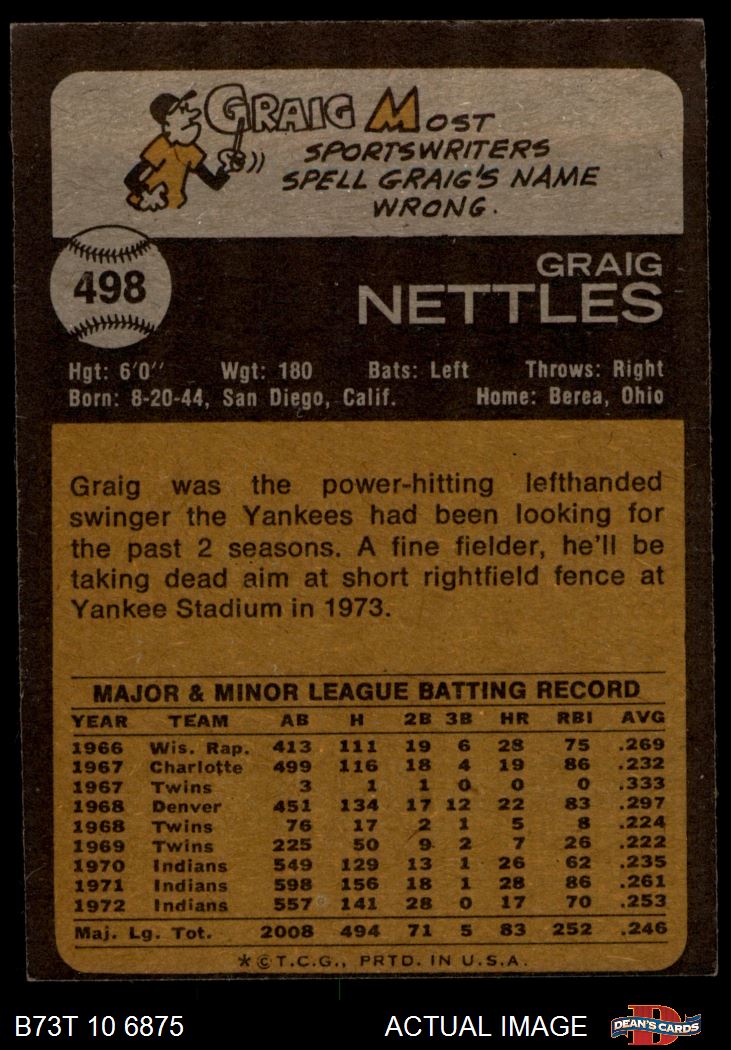 GRAIG MOST
SPORTSWRITERS
SPELL GRAIG'S NAME
WRONG.
498
GRAIG
NETTLES
Hgt: 6'0" Wgt: 180 Bats: Left Throws: Right
Born: 8-20-44, San Diego, Calif. Home: Berea, Ohio
Graig was the power-hitting lefthanded
swinger the Yankees had been looking for
the past 2 seasons. A fine fielder, he'll be
taking dead aim at short rightfield fence at
Yankee Stadium in 1973.
MAJOR & MINOR LEAGUE BATTING RECORD
YEAR TEAM AB H 2B 3B HR RBI AVG
1966 Wis. Rap. 413 111 19 6 28 75 .269
1967 Charlotte 499 116 18 4 19 86 .232
1967 Twins 3 1 1 0 0 0 .333
1968 Denver 451 134 17 12 22 83 .297
1968 Twins 76 17 2 1 5 8 .224
1969 Twins 225 50 9 2 7 26 .222
1970 Indians 549 129 13 1 26 62 .235
1971 Indians 598 156 18 1 28 86 .261
1972 Indians 557 141 28 0 17 70 .253
Maj. Lg. Tot. 2008 494 71 5 83 252 .246
*©T.C.G., PRTD. IN U.S.A.
B73T 10 6875 ACTUAL IMAGE DEAN'S CARDS